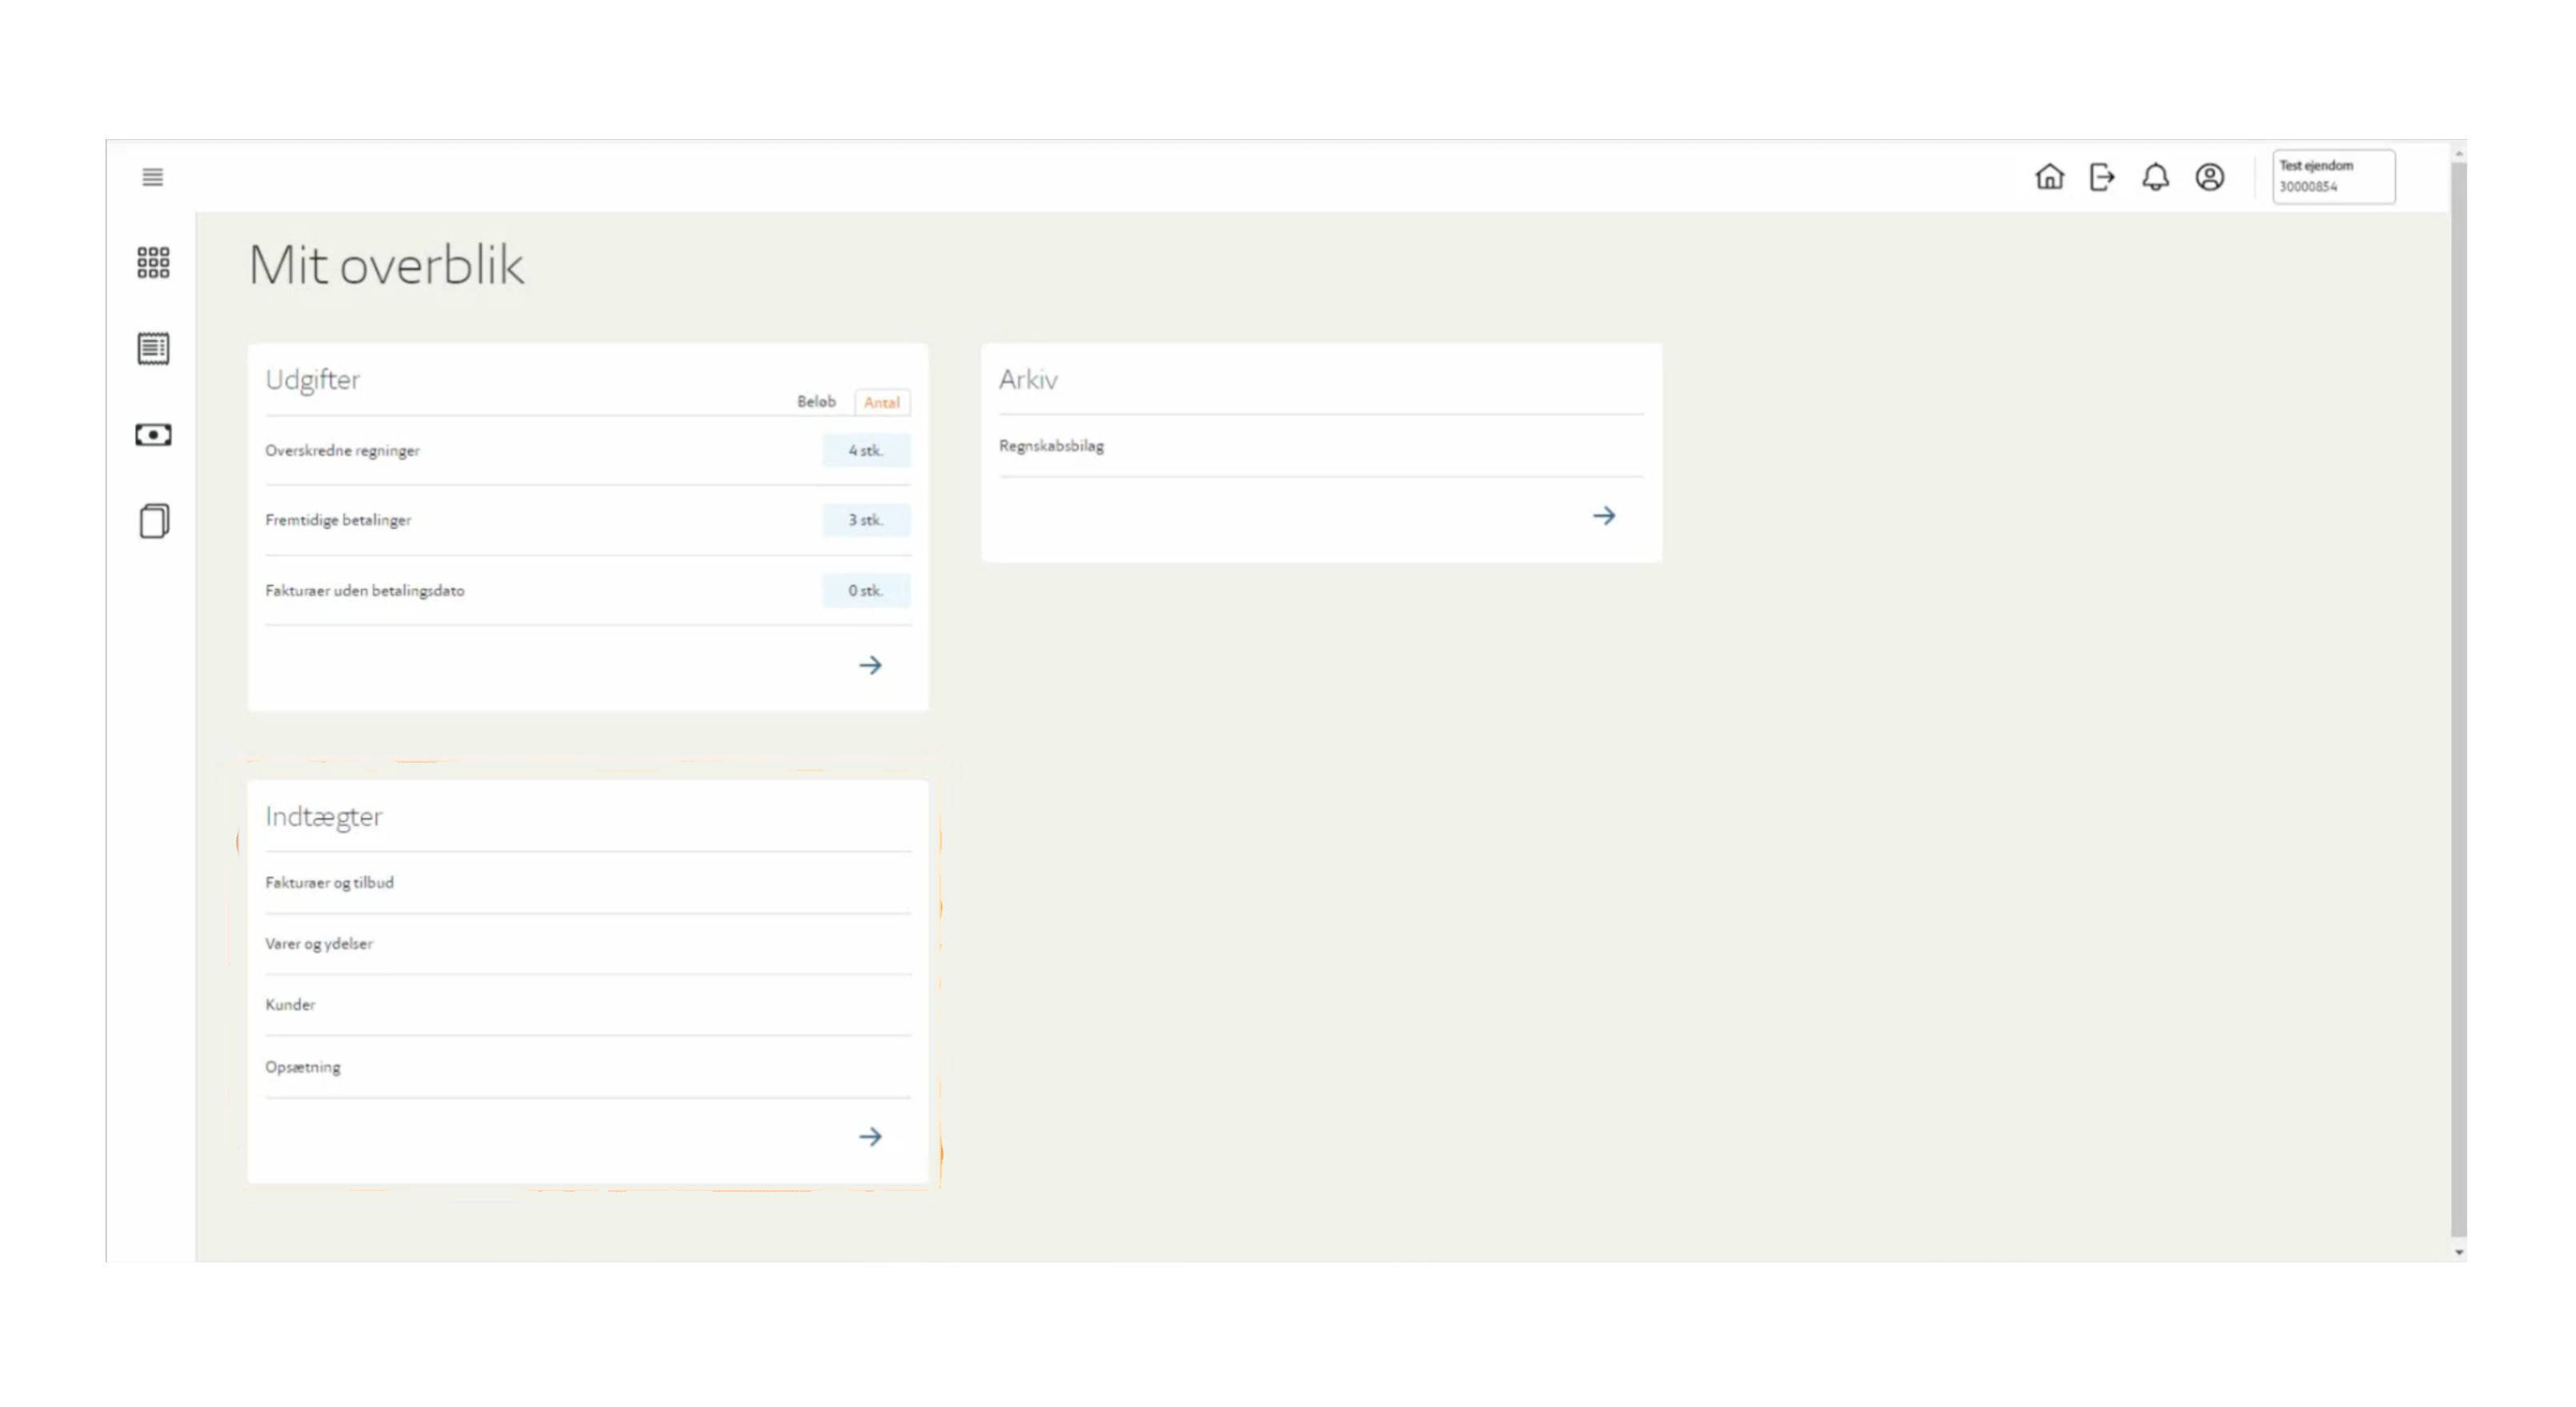 Test ejendom
30000854
Mit overblik
Udgifter
Beløb Antal
Overskredne regninger 4 stk.
Fremtidige betalinger 3 stk.
Fakturaer uden betalingsdato 0 stk.
Arkiv
Regnskabsbilag
Indtægter
Fakturaer og tilbud
Varer og ydelser
Kunder
Opsætning